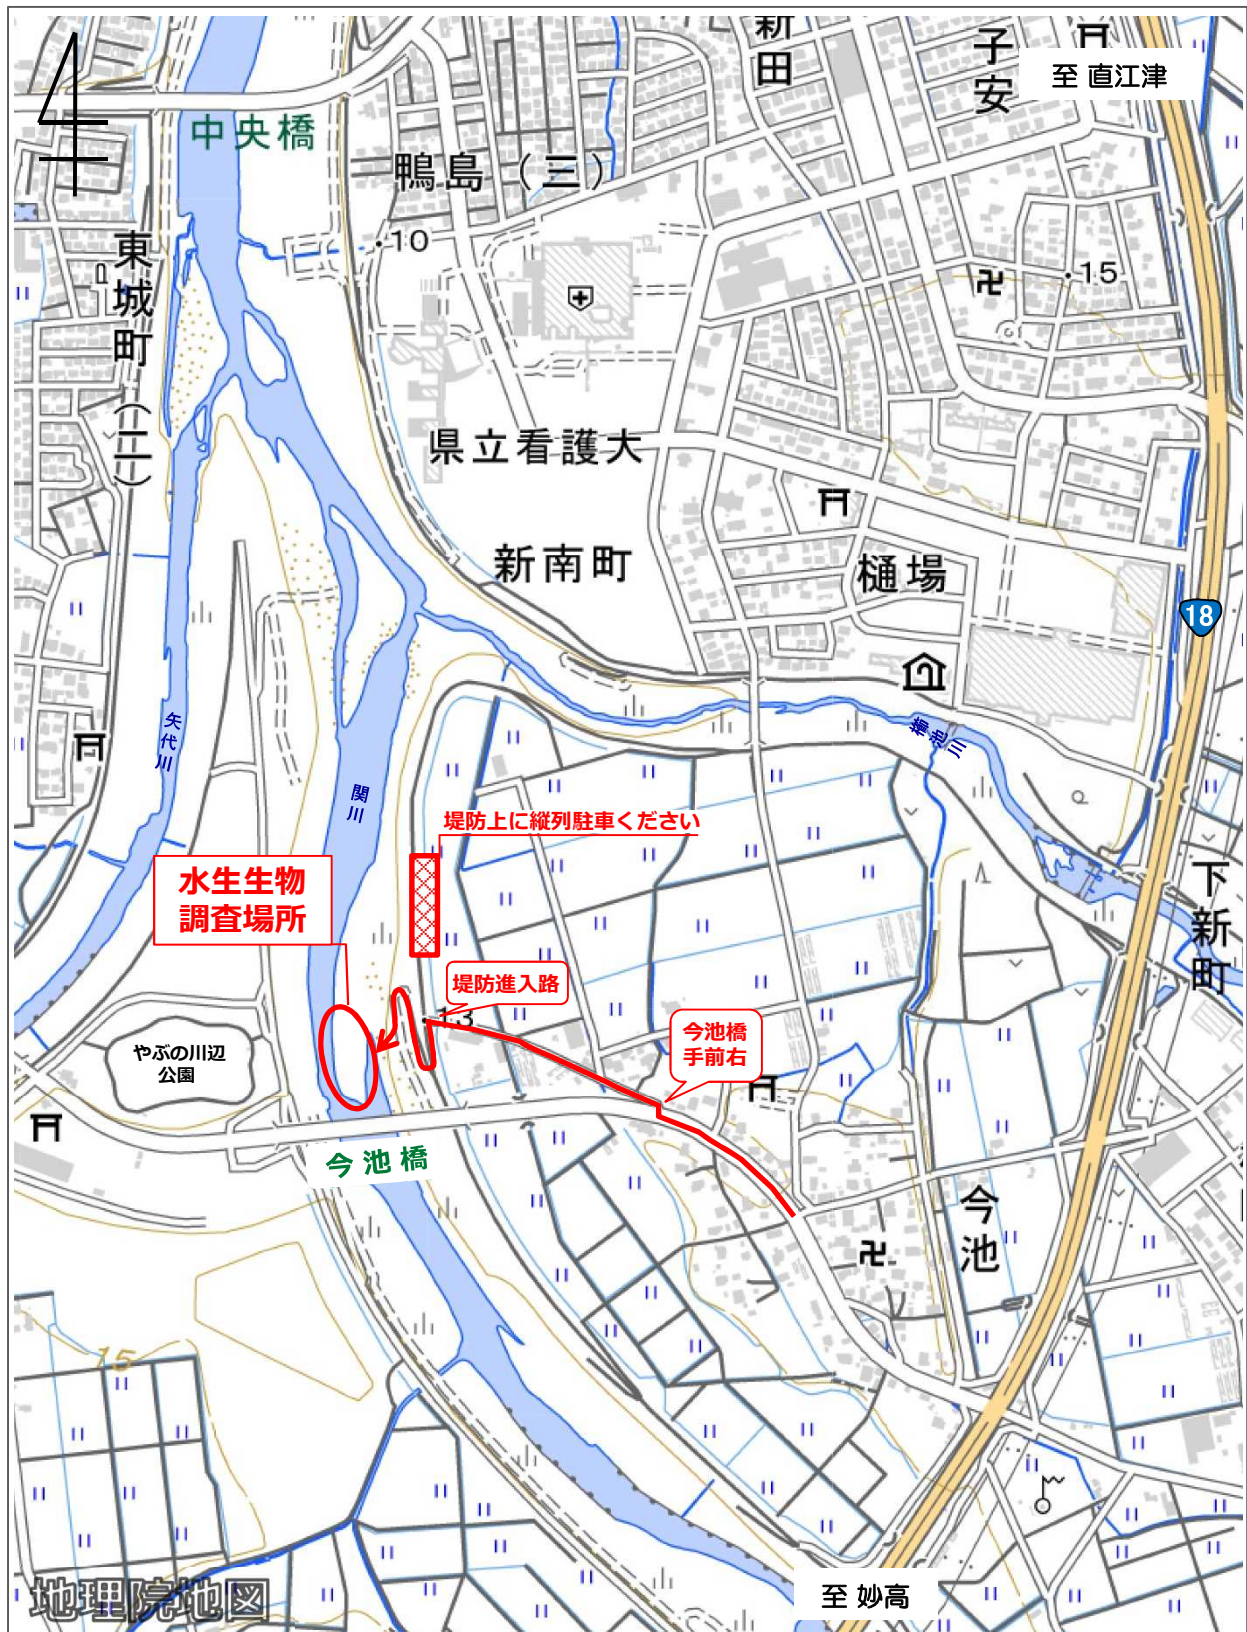 新田
子安
至 直江津
中央橋
鴨島(三)
10
東城町(二)
15
県立看護大
新南町
樋場
18
矢代川
関川
堤防上に縦列駐車ください
水生生物
調査場所
下新町
堤防進入路
13
今池橋
手前右
やぶの川辺
公園
今池橋
今池
15
至 妙高
地理院地図